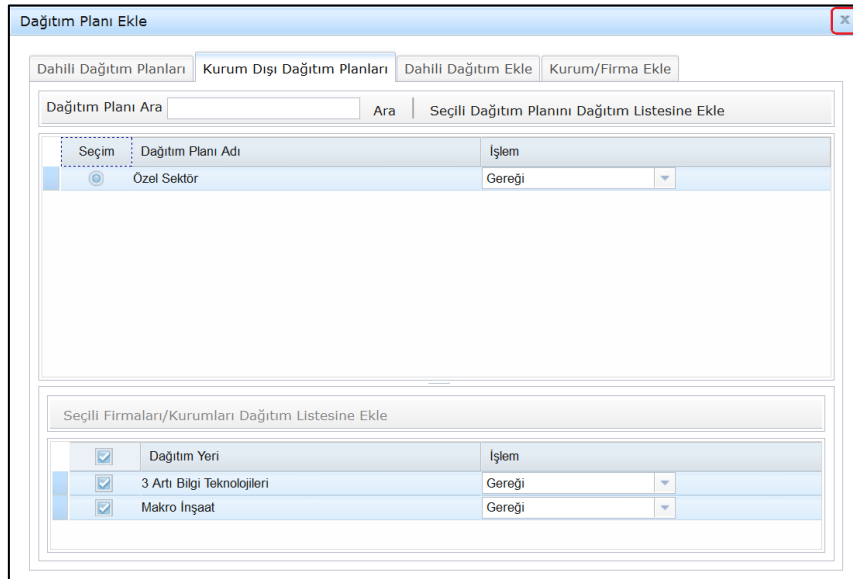 Dağıtım Planı Ekle
x
Dahili Dağıtım Planları Kurum Dışı Dağıtım Planları Dahili Dağıtım Ekle Kurum/Firma Ekle
Dağıtım Planı Ara Ara Seçili Dağıtım Planını Dağıtım Listesine Ekle
Seçim Dağıtım Planı Adı İşlem
Özel Sektör Gereği
Seçili Firmaları/Kurumları Dağıtım Listesine Ekle
Dağıtım Yeri İşlem
3 Artı Bilgi Teknolojileri Gereği
Makro İnşaat Gereği